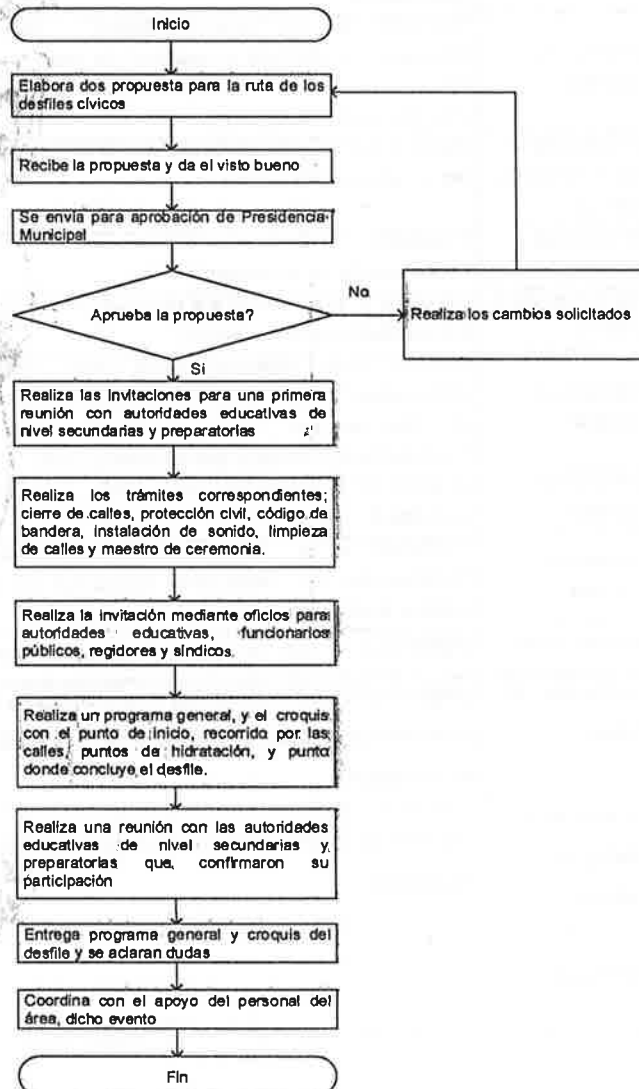 Inicio
Elabora dos propuesta para la ruta de los
desfiles cívicos
Recibe la propuesta y da el visto bueno
Se envía para aprobación de Presidencia
Municipal
Aprueba la propuesta?
No
Realiza los cambios solicitados
Si
Realiza las invitaciones para una primera
reunión con autoridades educativas de
nivel secundarias y preparatorias
Realiza los trámites correspondientes;
cierre de calles, protección civil, código de
bandera, instalación de sonido, limpieza
de calles y maestro de ceremonia.
Realiza la invitación mediante oficios para
autoridades educativas, funcionarios
públicos, regidores y síndicos.
Realiza un programa general, y el croquis
con el punto de inicio, recorrido por las
calles, puntos de hidratación, y punto
donde concluye el desfile.
Realiza una reunión con las autoridades
educativas de nivel secundarias y
preparatorias que confirmaron su
participación
Entrega programa general y croquis del
desfile y se aclaran dudas
Coordina con el apoyo del personal del
área, dicho evento
Fin